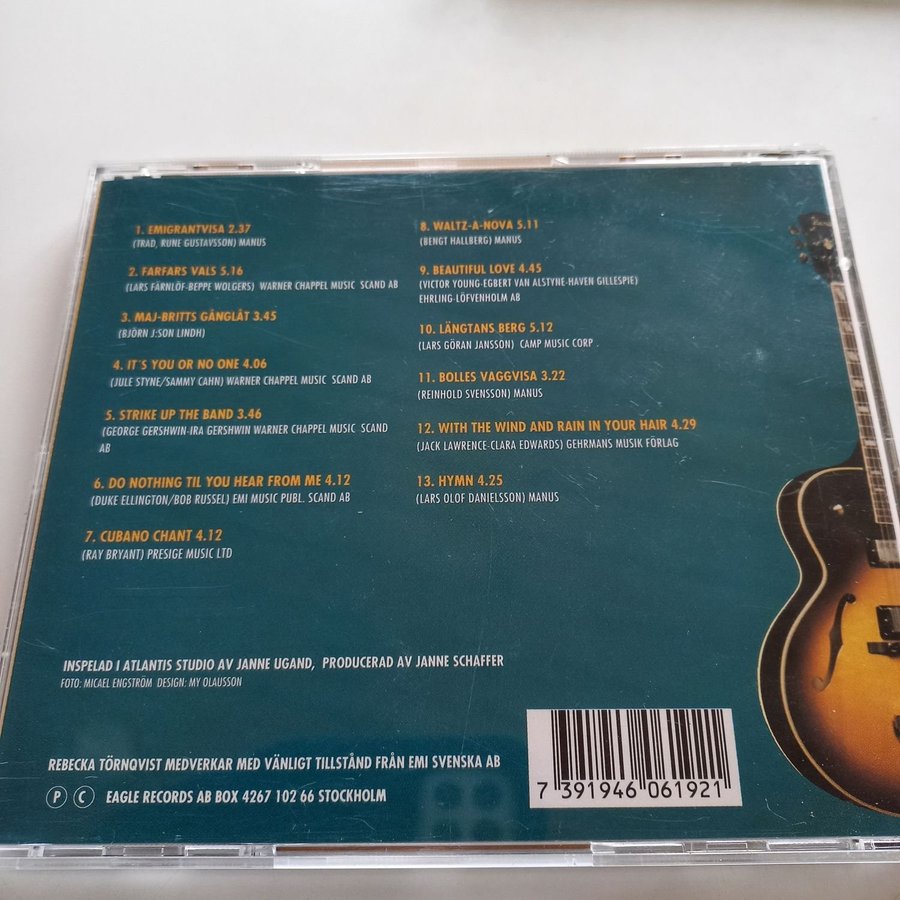 1. EMIGRANTVISA 2.37
(TRAD, RUNE GUSTAVSSON) MANUS
2. FARFARS VALS 5.16
(LARS FÄRNLÖF-BEPPE WOLGERS) WARNER CHAPPEL MUSIC SCAND AB
3. MAJ-BRITTS GÅNGLÅT 3.45
(BJÖRN J:SON LINDH)
4. IT´S YOU OR NO ONE 4.06
(JULE STYNE/SAMMY CAHN) WARNER CHAPPEL MUSIC SCAND AB
5. STRIKE UP THE BAND 3.46
(GEORGE GERSHWIN-IRA GERSHWIN WARNER CHAPPEL MUSIC SCAND
AB
6. DO NOTHING TIL YOU HEAR FROM ME 4.12
(DUKE ELLINGTON/BOB RUSSEL) EMI MUSIC PUBL. SCAND AB
7. CUBANO CHANT 4.12
(RAY BRYANT) PRESIGE MUSIC LTD
8. WALTZ-A-NOVA 5.11
(BENGT HALLBERG) MANUS
9. BEAUTIFUL LOVE 4.45
(VICTOR YOUNG-EGBERT VAN ALSTYNE-HAVEN GILLESPIE)
EHRLING-LÖFVENHOLM AB
10. LÄNGTANS BERG 5.12
(LARS GÖRAN JANSSON) CAMP MUSIC CORP .
11. BOLLES VAGGVISA 3.22
(REINHOLD SVENSSON) MANUS
12. WITH THE WIND AND RAIN IN YOUR HAIR 4.29
(JACK LAWRENCE-CLARA EDWARDS) GEHRMANS MUSIK FÖRLAG
13. HYMN 4.25
(LARS OLOF DANIELSSON) MANUS
INSPELAD I ATLANTIS STUDIO AV JANNE UGAND, PRODUCERAD AV JANNE SCHAFFER
FOTO: MICAEL ENGSTRÖM DESIGN: MY OLAUSSON
REBECKA TÖRNQVIST MEDVERKAR MED VÄNLIGT TILLSTÅND FRÅN EMI SVENSKA AB
P C EAGLE RECORDS AB BOX 4267 102 66 STOCKHOLM
7 391946 061921